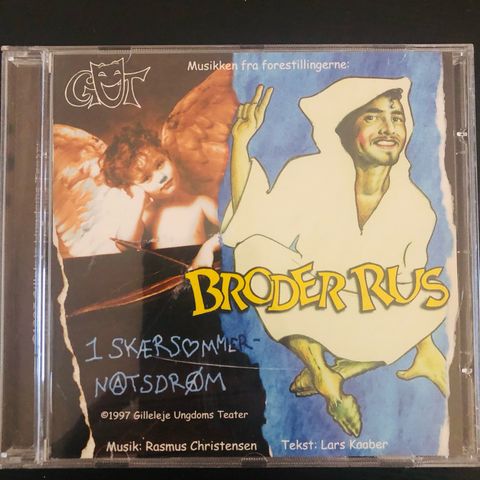 GUT
Musikken fra forestillingerne:
BRODER RUS
1 SKÆRSOMMER-
NATSDRØM
©1997 Gilleleje Ungdoms Teater
Musik: Rasmus Christensen Tekst: Lars Kaaber